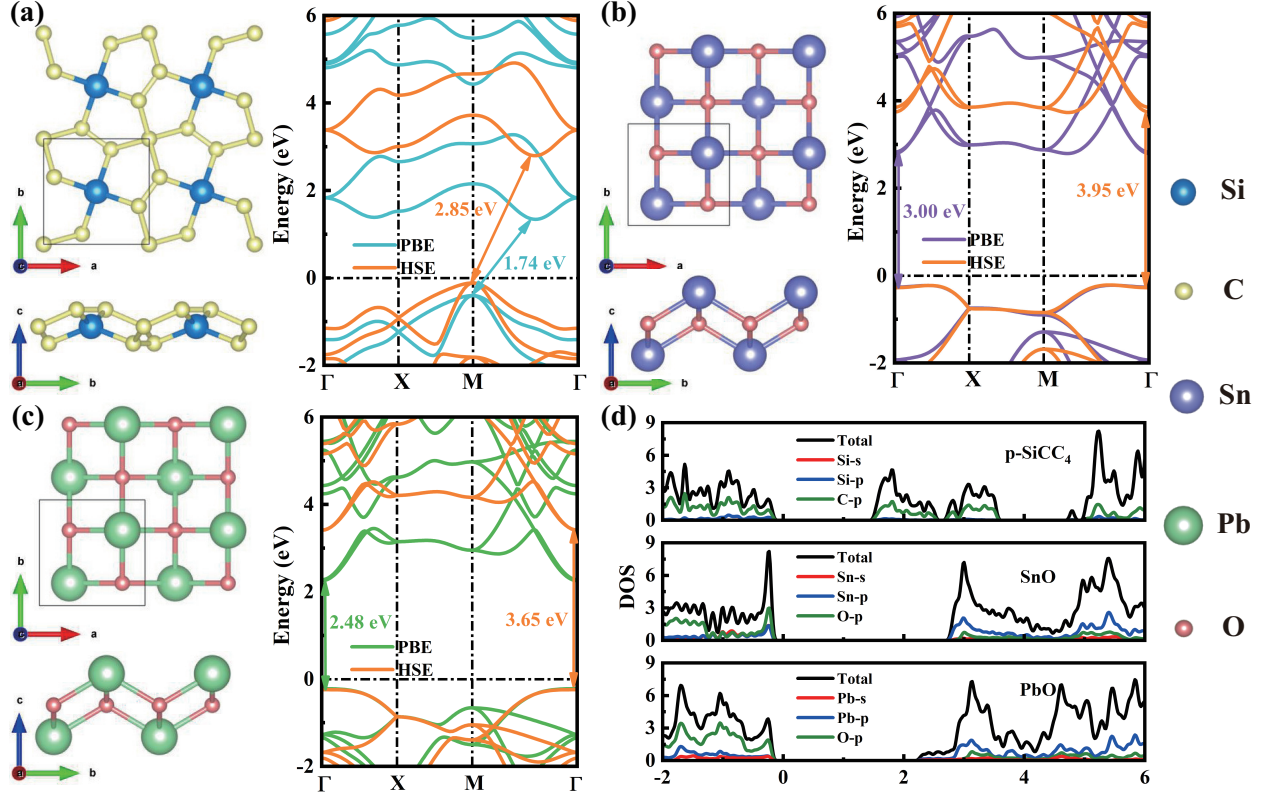 (a)
b
c
a
c
a
b
6
4
2
0
-2
Energy (eV)
2.85 eV
1.74 eV
PBE
HSE
Γ
X
M
Γ
(b)
b
c
a
c
a
b
6
4
2
0
-2
Energy (eV)
3.00 eV
3.95 eV
PBE
HSE
Γ
X
M
Γ
Si
C
Sn
Pb
O
(c)
b
c
a
c
a
b
6
4
2
0
-2
Energy (eV)
2.48 eV
3.65 eV
PBE
HSE
Γ
X
M
Γ
(d)
DOS
9
6
3
0
Total
Si-s
Si-p
C-p
p-SiCC₄
9
6
3
0
Total
Sn-s
Sn-p
O-p
SnO
9
6
3
0
Total
Pb-s
Pb-p
O-p
PbO
-2
0
2
4
6